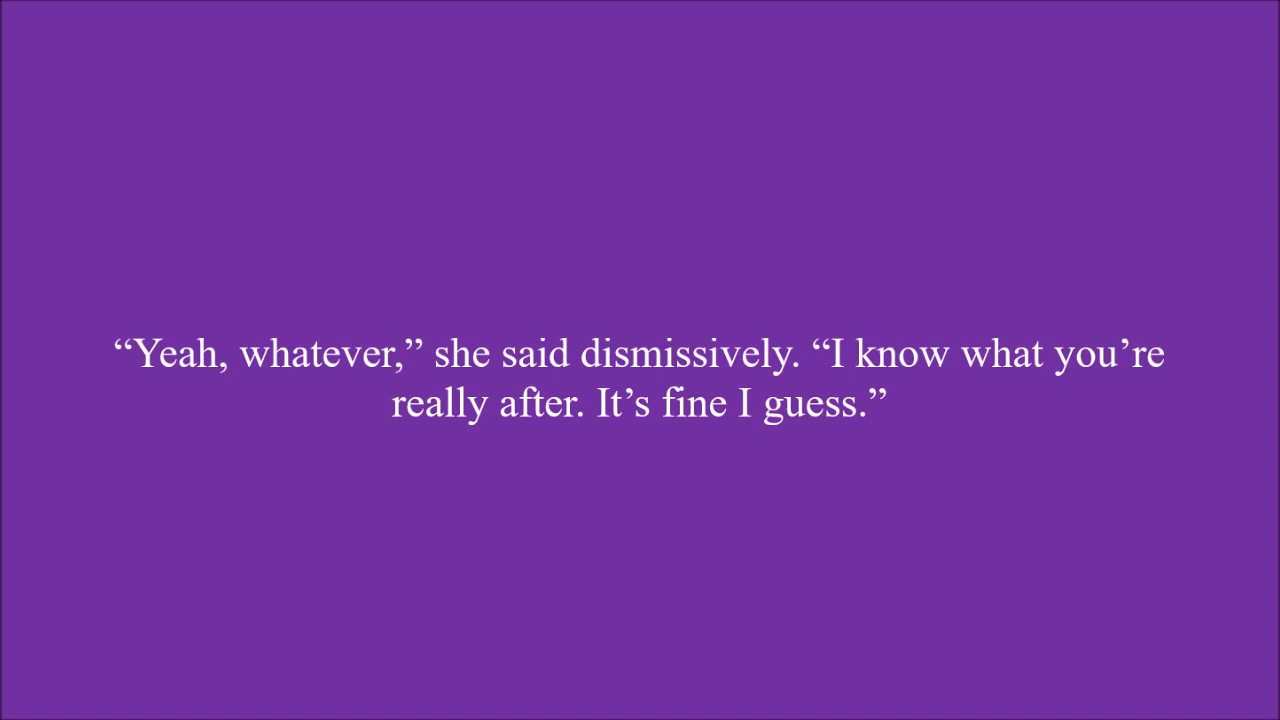 “Yeah, whatever,” she said dismissively. “I know what you’re
really after. It’s fine I guess.”